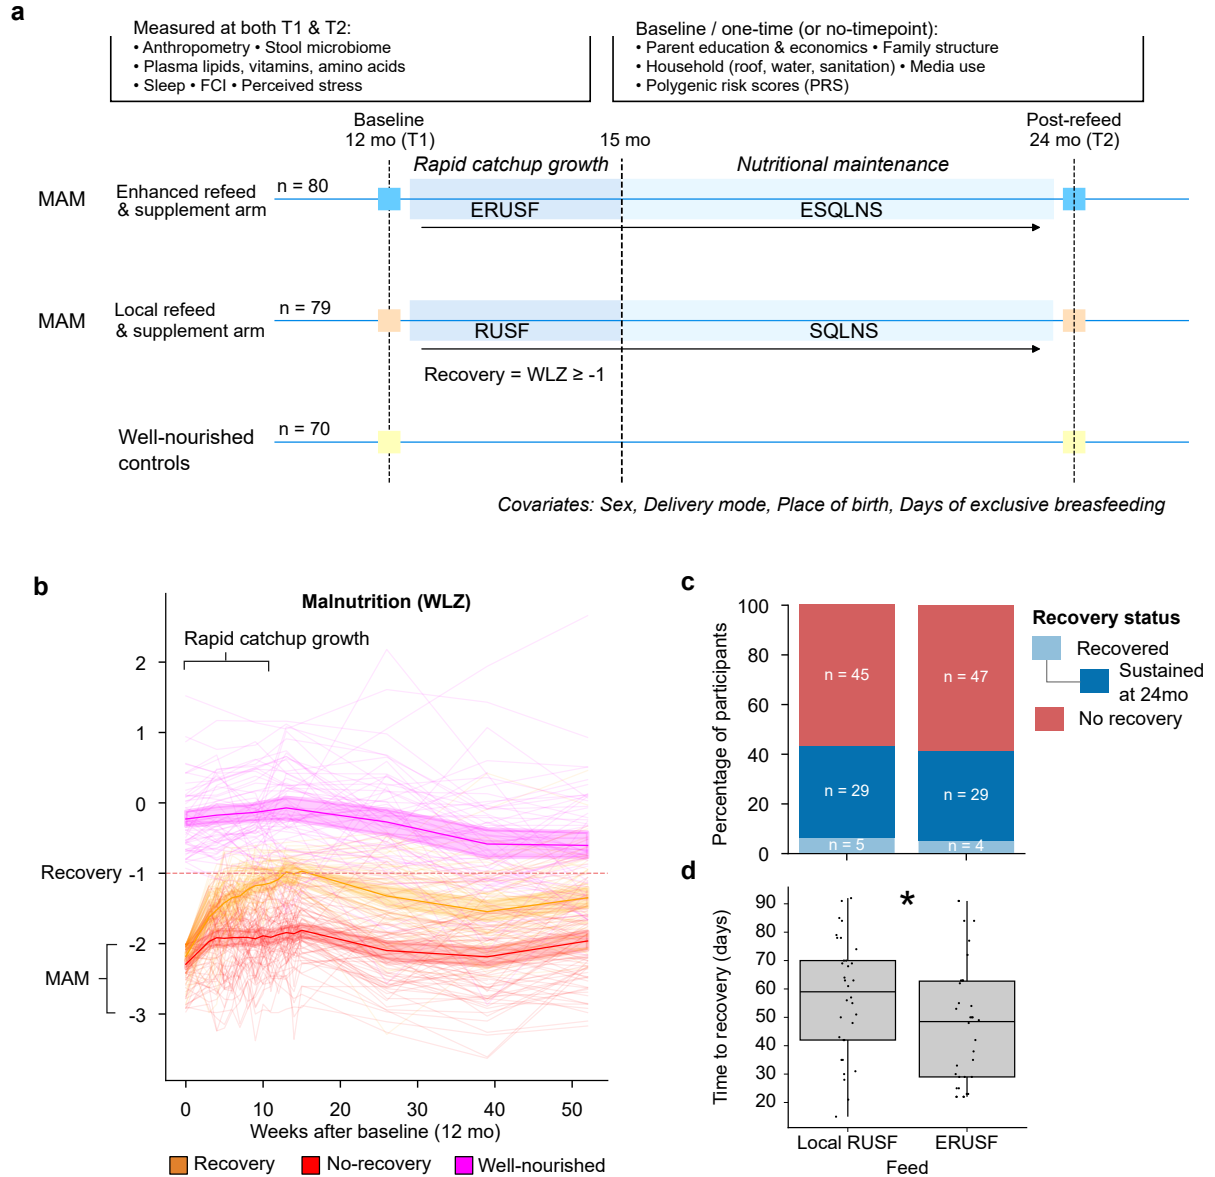 a
Measured at both T1 & T2:
• Anthropometry • Stool microbiome
• Plasma lipids, vitamins, amino acids
• Sleep • FCI • Perceived stress
Baseline / one-time (or no-timepoint):
• Parent education & economics • Family structure
• Household (roof, water, sanitation) • Media use
• Polygenic risk scores (PRS)
Baseline
12 mo (T1)
15 mo
Post-refeed
24 mo (T2)
Rapid catchup growth
Nutritional maintenance
MAM
Enhanced refeed
& supplement arm
n = 80
ERUSF
ESQLNS
MAM
Local refeed
& supplement arm
n = 79
RUSF
SQLNS
Recovery = WLZ ≥ -1
Well-nourished
controls
n = 70
Covariates: Sex, Delivery mode, Place of birth, Days of exclusive breastfeeding
b
Malnutrition (WLZ)
Rapid catchup growth
2
1
0
Recovery -1
-2
MAM
-3
0 10 20 30 40 50
Weeks after baseline (12 mo)
Recovery
No-recovery
Well-nourished
c
Percentage of participants
100
80
60
40
20
0
n = 45
n = 47
n = 29
n = 29
n = 5
n = 4
Recovery status
Recovered
Sustained
at 24mo
No recovery
d
Time to recovery (days)
90
80
70
60
50
40
30
20
*
Local RUSF
ERUSF
Feed